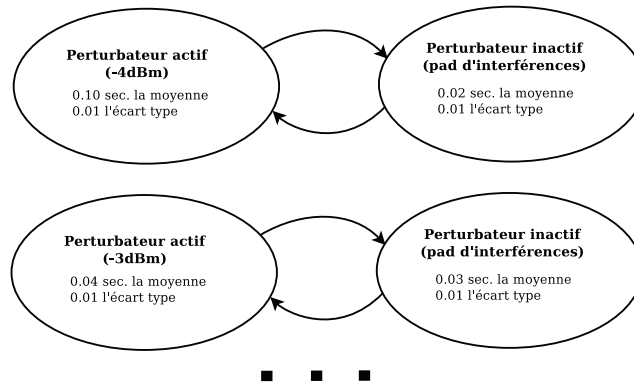 Perturbateur actif
(-4dBm)
0.10 sec. la moyenne
0.01 l'écart type
Perturbateur inactif
(pad d'interférences)
0.02 sec. la moyenne
0.01 l'écart type
Perturbateur actif
(-3dBm)
0.04 sec. la moyenne
0.01 l'écart type
Perturbateur inactif
(pad d'interférences)
0.03 sec. la moyenne
0.01 l'écart type